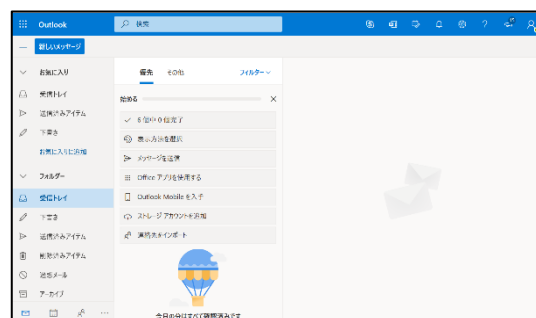 Outlook
検索
新しいメッセージ
お気に入り
受信トレイ
送信済みアイテム
下書き
お気に入りに追加
フォルダー
受信トレイ
下書き
送信済みアイテム
削除済みアイテム
迷惑メール
アーカイブ
優先 その他 フィルター
始める
6 個中 0 個完了
表示方法を選択
メッセージを送信
Office アプリを使用する
Outlook Mobile を入手
ストレージ アカウントを追加
連絡先をインポート
今日の分はすべて確認済みです